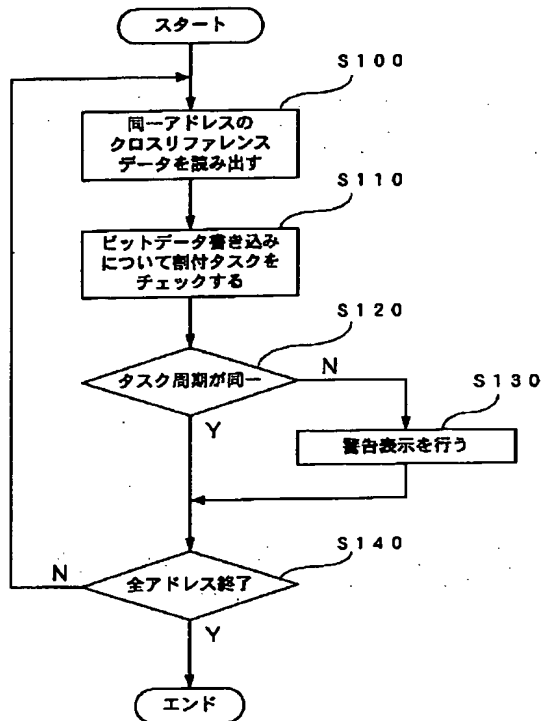 スタート
S100
同一アドレスの
クロスリファレンス
データを読み出す
S110
ビットデータ書き込み
について割付タスクを
チェックする
S120
タスク周期が同一
N
Y
S130
警告表示を行う
S140
全アドレス終了
N
Y
エンド